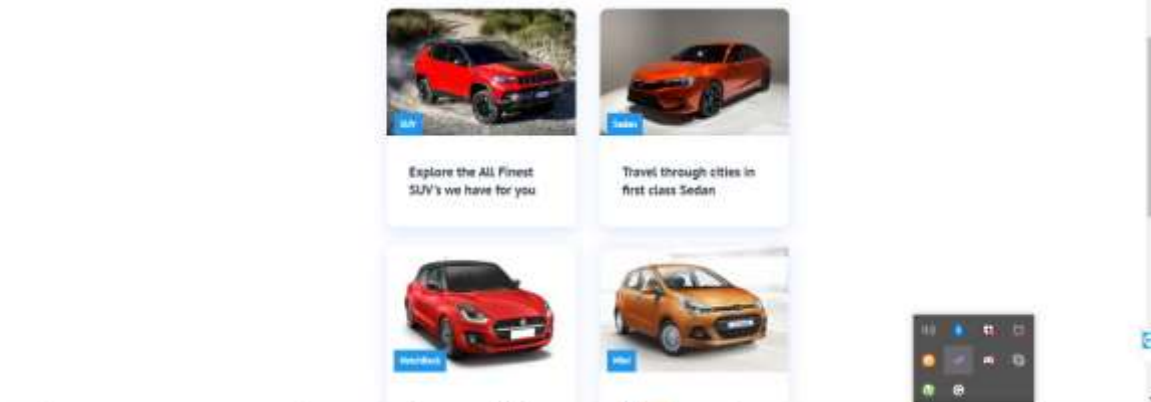 SUV
Sedan
Explore the All Finest
SUV's we have for you
Travel through cities in
first class Sedan
HatchBack
Mini